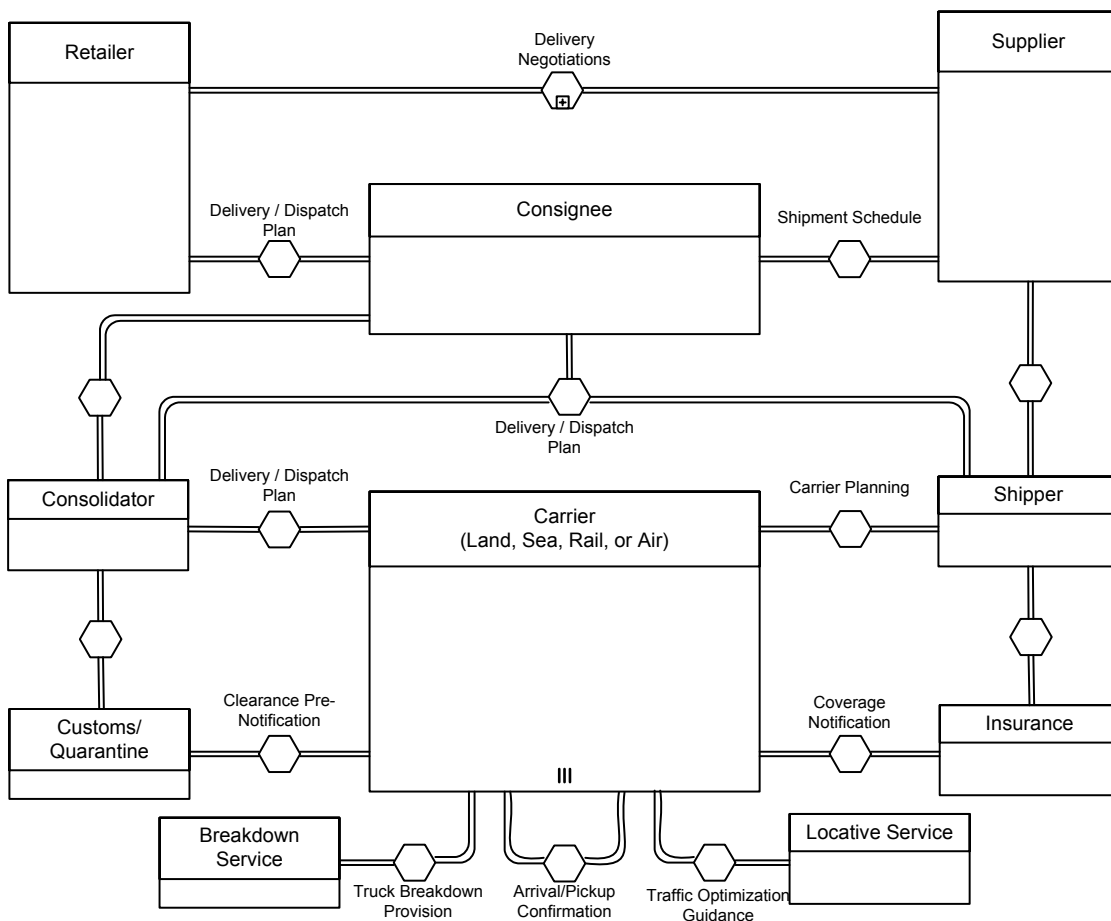 Retailer
Delivery
Negotiations
Supplier
Delivery / Dispatch
Plan
Consignee
Shipment Schedule
Delivery / Dispatch
Plan
Consolidator
Delivery / Dispatch
Plan
Carrier
(Land, Sea, Rail, or Air)
Carrier Planning
Shipper
Customs/
Quarantine
Clearance Pre-
Notification
Coverage
Notification
Insurance
Breakdown
Service
Truck Breakdown
Provision
Arrival/Pickup
Confirmation
Traffic Optimization
Guidance
Locative Service